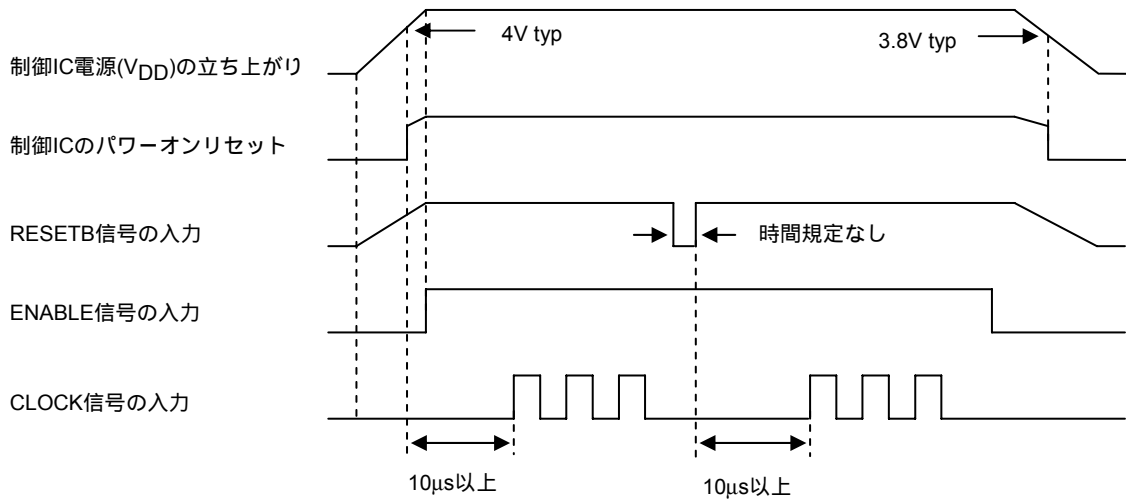 4V typ
3.8V typ
制御IC電源(VDD)の立ち上がり
制御ICのパワーオンリセット
RESETB信号の入力
時間規定なし
ENABLE信号の入力
CLOCK信号の入力
10μs以上
10μs以上